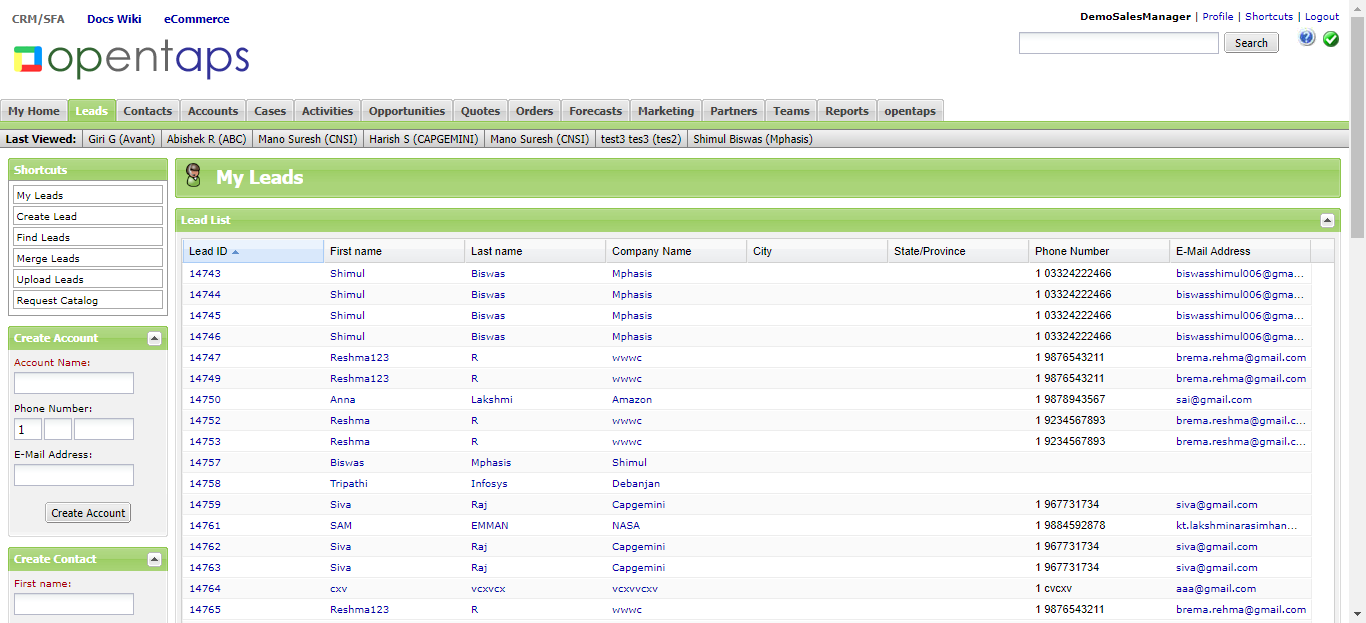 CRM/SFA Docs Wiki eCommerce
DemoSalesManager | Profile | Shortcuts | Logout
opentaps
Search
My Home Leads Contacts Accounts Cases Activities Opportunities Quotes Orders Forecasts Marketing Partners Teams Reports opentaps
Last Viewed: Giri G (Avant) Abishek R (ABC) Mano Suresh (CNSI) Harish S (CAPGEMINI) Mano Suresh (CNSI) test3 tes3 (tes2) Shimul Biswas (Mphasis)
Shortcuts
My Leads
Create Lead
Find Leads
Merge Leads
Upload Leads
Request Catalog
Create Account
Account Name:
Phone Number:
1
E-Mail Address:
Create Account
Create Contact
First name:
My Leads
Lead List
Lead ID First name Last name Company Name City State/Province Phone Number E-Mail Address
14743 Shimul Biswas Mphasis 1 03324222466 biswasshimul006@gma...
14744 Shimul Biswas Mphasis 1 03324222466 biswasshimul006@gma...
14745 Shimul Biswas Mphasis 1 03324222466 biswasshimul006@gma...
14746 Shimul Biswas Mphasis 1 03324222466 biswasshimul006@gma...
14747 Reshma123 R wwwc 1 9876543211 brema.rehma@gmail.com
14749 Reshma123 R wwwc 1 9876543211 brema.rehma@gmail.com
14750 Anna Lakshmi Amazon 1 9878943567 sai@gmail.com
14752 Reshma R wwwc 1 9234567893 brema.reshma@gmail.c...
14753 Reshma R wwwc 1 9234567893 brema.reshma@gmail.c...
14757 Biswas Mphasis Shimul
14758 Tripathi Infosys Debanjan
14759 Siva Raj Capgemini 1 967731734 siva@gmail.com
14761 SAM EMMAN NASA 1 9884592878 kt.lakshminarasimhan...
14762 Siva Raj Capgemini 1 967731734 siva@gmail.com
14763 Siva Raj Capgemini 1 967731734 siva@gmail.com
14764 cxv vcxvcx vcxvvcxv 1 cvcxv aaa@gmail.com
14765 Reshma123 R wwwc 1 9876543211 brema.rehma@gmail.com